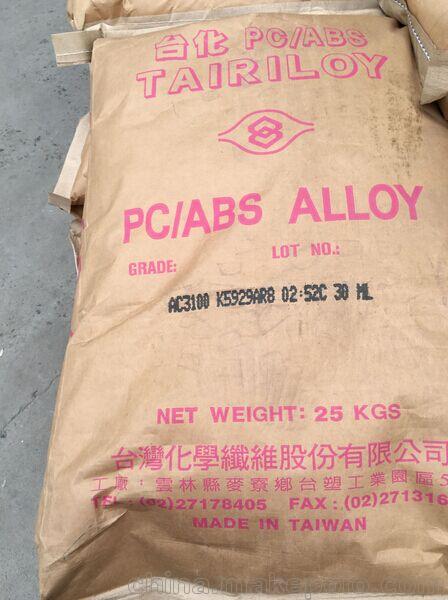 台化 PC/ABS
TAIRILOY
PC/ABS ALLOY
GRADE: LOT NO.:
AC3100 K5929AR8 02:52C 30 ML
NET WEIGHT: 25 KGS
台灣化學纖維股份有限公司
工廠:雲林縣麥寮鄉台塑工業園區5
TEL:(02)27178405 FAX:(02)271316
MADE IN TAIWAN
china.makepolo.com